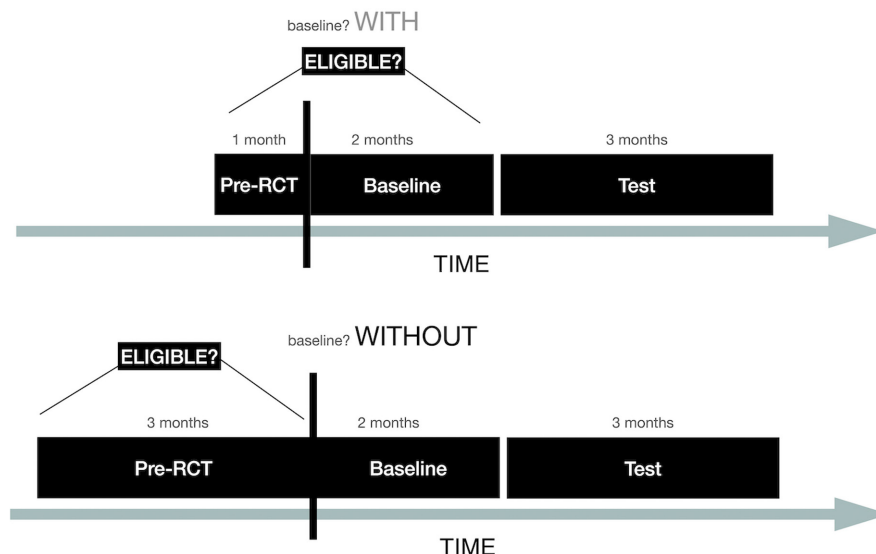 baseline? WITH
ELIGIBLE?
1 month 2 months 3 months
Pre-RCT Baseline Test
TIME
baseline? WITHOUT
ELIGIBLE?
3 months 2 months 3 months
Pre-RCT Baseline Test
TIME